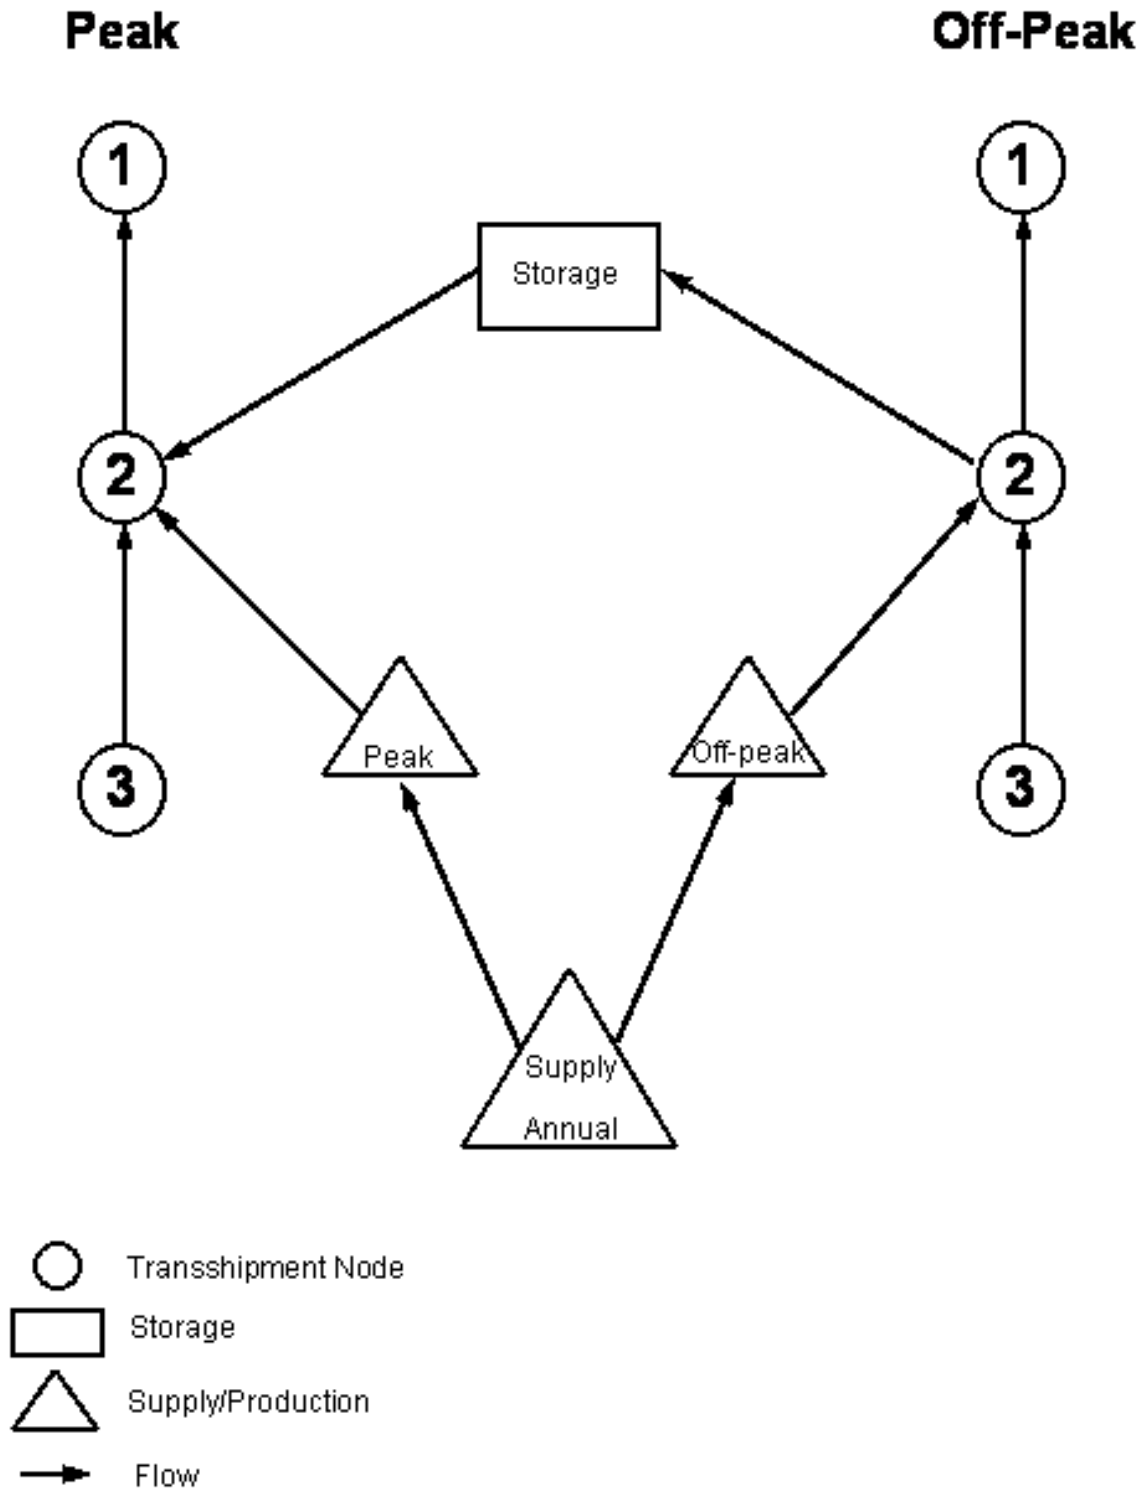 Peak Off-Peak
1 1
Storage
2 2
Peak Off-peak
3 3
Supply
Annual
Transshipment Node
Storage
Supply/Production
Flow